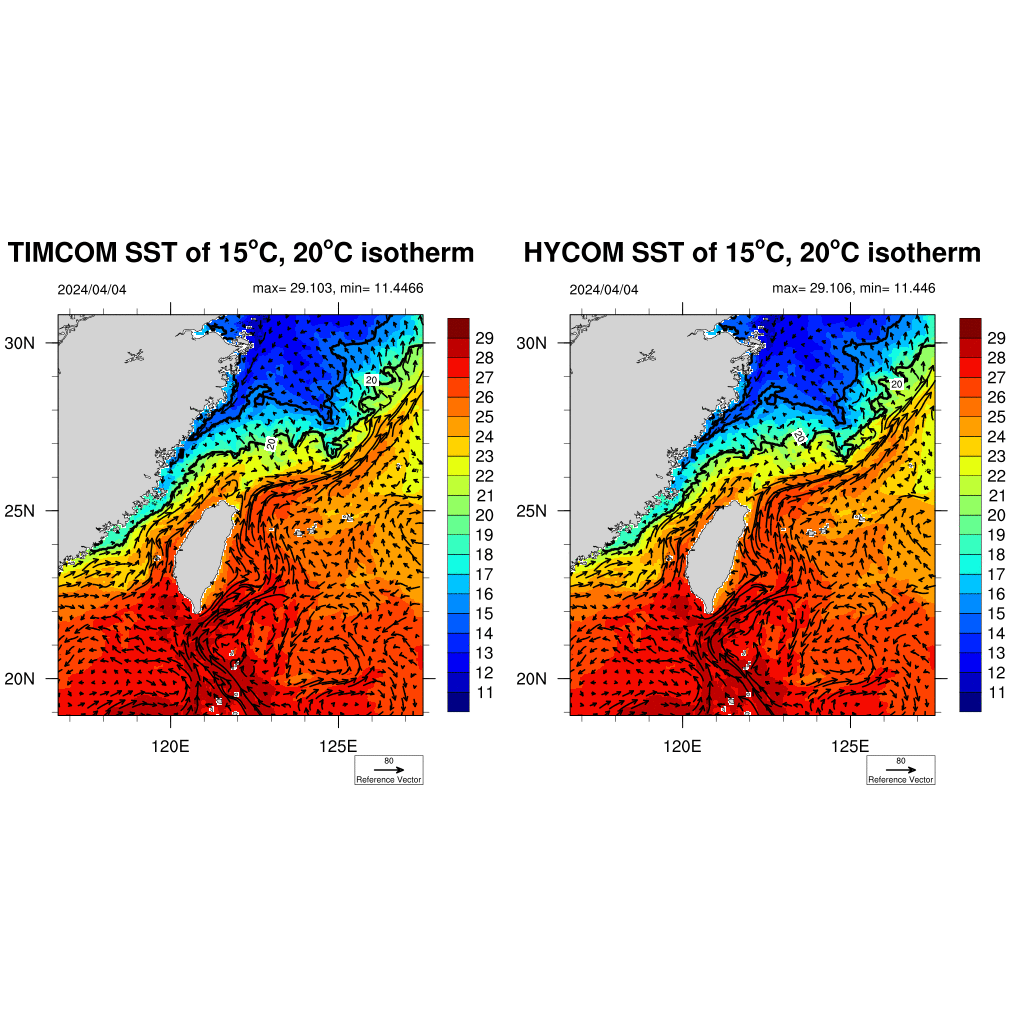 TIMCOM SST of 15°C, 20°C isotherm
2024/04/04
max= 29.103, min= 11.4466
30N
25N
20N
120E
125E
20
20
29
28
27
26
25
24
23
22
21
20
19
18
17
16
15
14
13
12
11
80
Reference Vector
HYCOM SST of 15°C, 20°C isotherm
2024/04/04
max= 29.106, min= 11.446
30N
25N
20N
120E
125E
20
20
29
28
27
26
25
24
23
22
21
20
19
18
17
16
15
14
13
12
11
80
Reference Vector